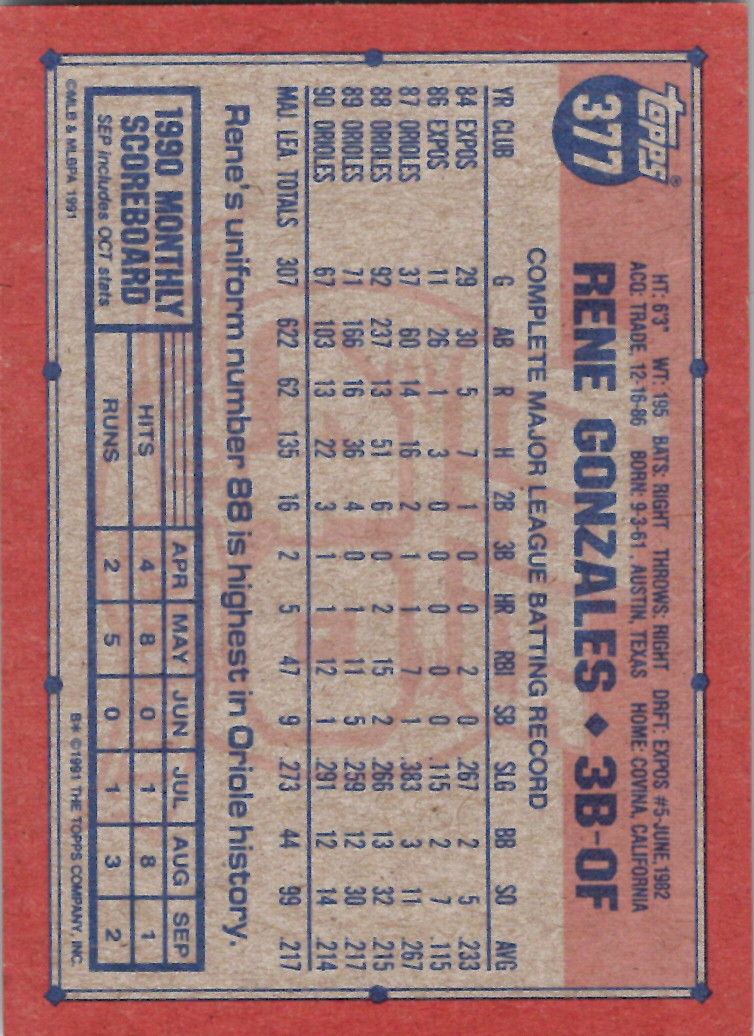 topps®
377
HT: 6'3" WT: 195 BATS: RIGHT THROWS: RIGHT DRFT: EXPOS #5-JUNE, 1982
ACQ: TRADE, 12-16-86 BORN: 9-3-61, AUSTIN, TEXAS HOME: COVINA, CALIFORNIA
RENE GONZALES ◆ 3B-OF
COMPLETE MAJOR LEAGUE BATTING RECORD
YR CLUB G AB R H 2B 3B HR RBI SB SLG BB SO AVG
84 EXPOS 29 30 5 7 1 0 0 2 0 .267 2 5 .233
86 EXPOS 11 26 1 3 0 0 0 0 0 .115 2 7 .115
87 ORIOLES 37 60 14 16 2 1 1 7 1 .383 3 11 .267
88 ORIOLES 92 237 13 51 6 0 2 15 2 .266 13 32 .215
89 ORIOLES 71 166 16 36 4 0 1 11 5 .259 12 30 .217
90 ORIOLES 67 103 13 22 3 1 1 12 1 .291 12 14 .214
MAJ LEA TOTALS 307 622 62 135 16 2 5 47 9 .273 44 99 .217
Rene's uniform number 88 is highest in Oriole history.
1990 MONTHLY
SCOREBOARD
SEP includes OCT stats
APR MAY JUN JUL AUG SEP
HITS 4 8 0 1 8 1
RUNS 2 5 0 1 3 2
©MLB & MLBPA 1991
B* ©1991 THE TOPPS COMPANY, INC.